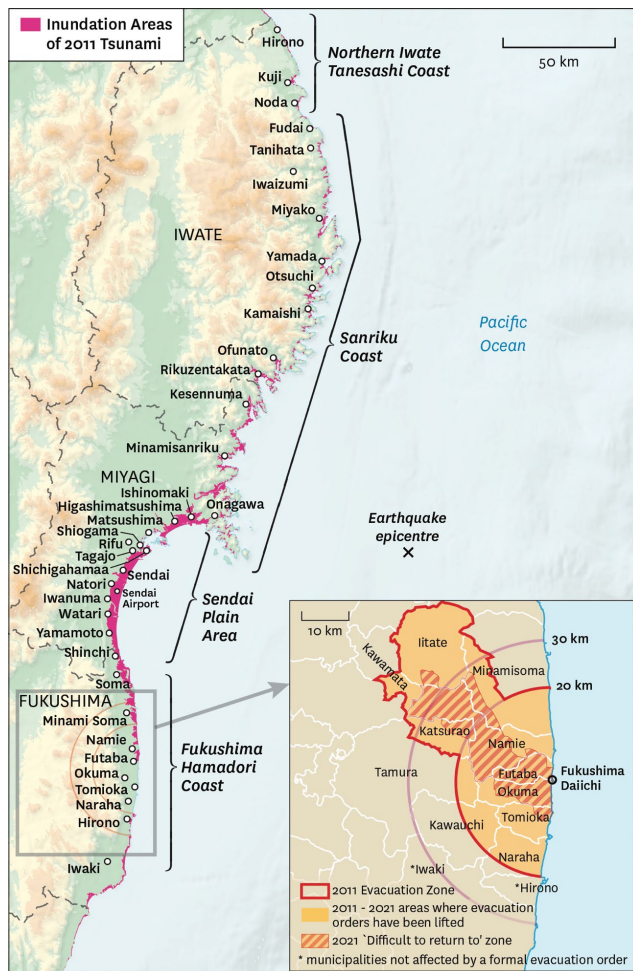 Inundation Areas
of 2011 Tsunami
Hirono
Northern Iwate
Tanesashi Coast
50 km
Kuji
Noda
Fudai
Tanihata
Iwaizumi
Miyako
IWATE
Yamada
Otsuchi
Kamaishi
Pacific
Ocean
Sanriku
Coast
Ofunato
Rikuzentakata
Kesennuma
Minamisanriku
MIYAGI
Ishinomaki
Higashimatsushima
Onagawa
Matsushima
Shiogama
Rifu
Tagajo
Shichigahamaa
Earthquake
epicentre
Sendai
Natori
Sendai
Airport
Iwanuma
Watari
Yamamoto
Shinchi
Sendai
Plain
Area
Soma
FUKUSHIMA
Minami Soma
Namie
Futaba
Okuma
Tomioka
Naraha
Hirono
Iwaki
Fukushima
Hamadori
Coast
10 km
30 km
20 km
Iitate
Kawamata
Minamisoma
Katsurao
Namie
Tamura
Futaba
Okuma
Fukushima
Daiichi
Tomioka
Kawauchi
Naraha
*Iwaki
*Hirono
2011 Evacuation Zone
2011 - 2021 areas where evacuation
orders have been lifted
2021 `Difficult to return to' zone
* municipalities not affected by a formal evacuation order